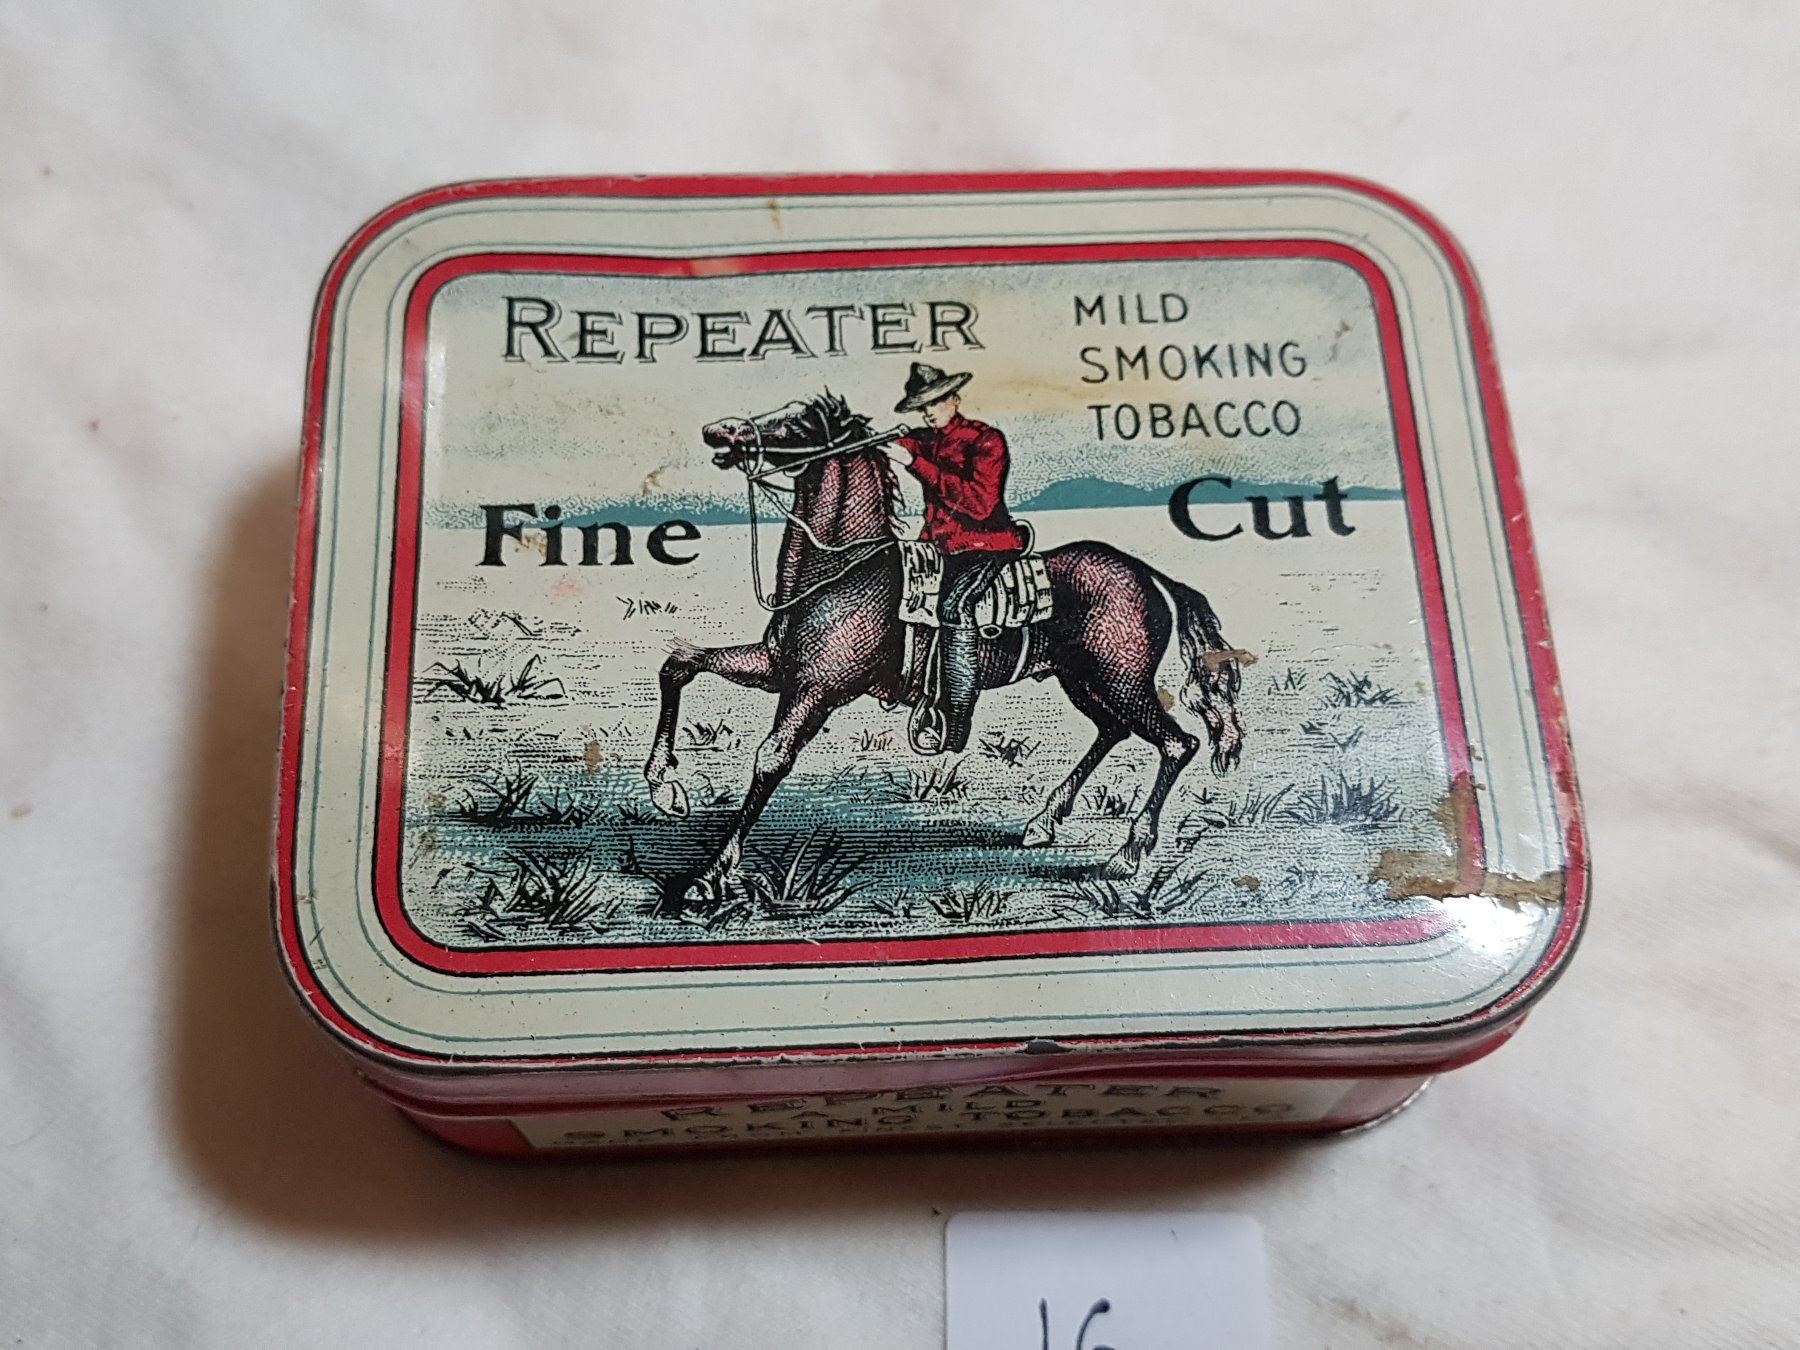 REPEATER
MILD
SMOKING
TOBACCO
Fine Cut
REPEATER
A MILD
SMOKING TOBACCO
16